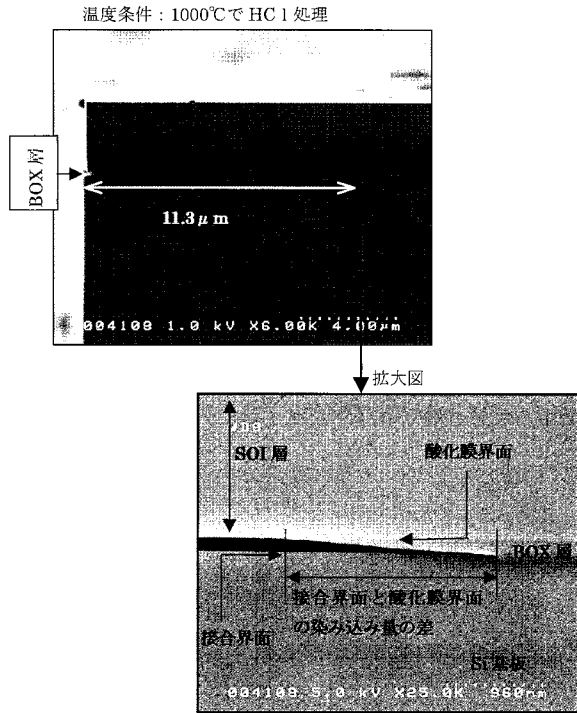 温度条件:1000℃でHCl処理
BOX層
11.3μm
004108 1.0 kV X6.00K 4.00μm
拡大図
SOI層
酸化膜界面
BOX層
接合界面と酸化膜界面
の染み込み量の差
接合界面
Si基板
004108 5.0 kV X25.0K 960nm